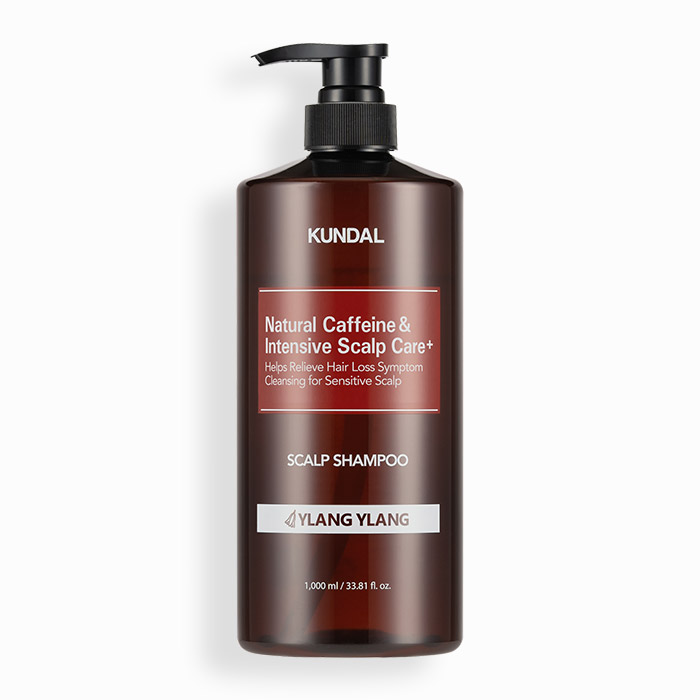 KUNDAL
Natural Caffeine &
Intensive Scalp Care+
Helps Relieve Hair Loss Symptom
Cleansing for Sensitive Scalp
SCALP SHAMPOO
YLANG YLANG
1,000 ml / 33.81 fl. oz.